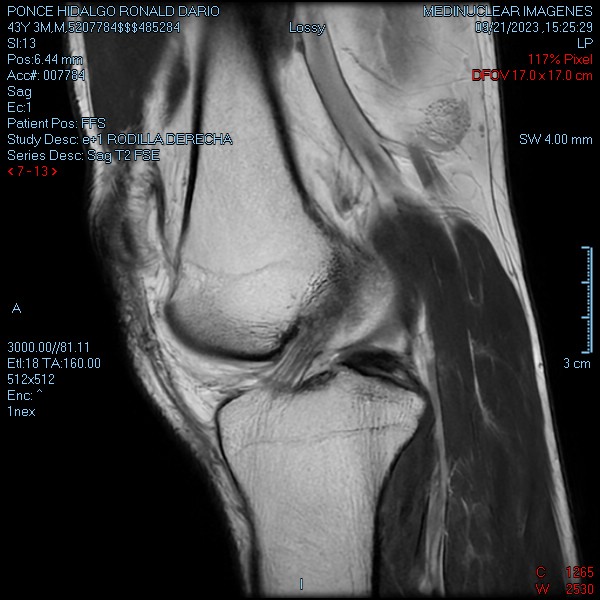 PONCE HIDALGO RONALD DARIO
43Y 3M,M,5207784$$$485284
Sl:13
Pos:6.44 mm
Acc#: 007784
Sag
Ec:1
Patient Pos: FFS
Study Desc: e+1 RODILLA DERECHA
Series Desc: Sag T2 FSE
< 7 - 13 >
Lossy
MEDINUCLEAR IMAGENES
09/21/2023 ,15:25:29
LP
117% Pixel
DFOV 17.0 x 17.0 cm
SW 4.00 mm
A
3 cm
3000.00//81.11
Etl:18 TA:160.00
512x512
Enc: ^
1nex
I
C 1265
W 2530